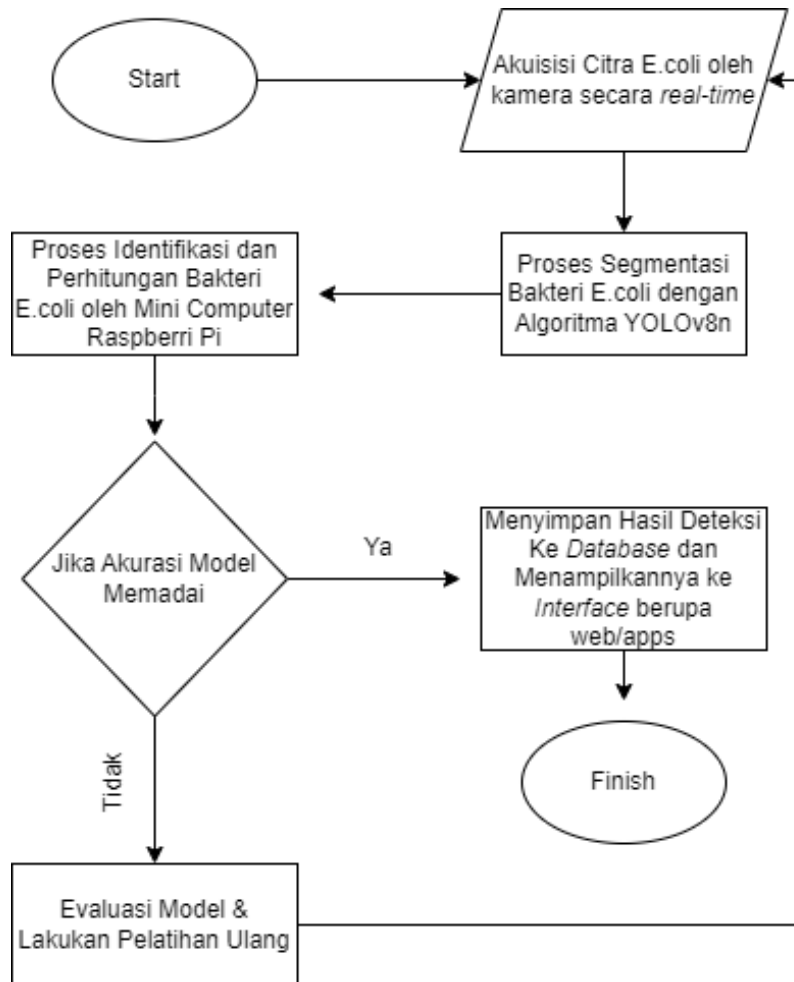 Start
Akuisisi Citra E.coli oleh
kamera secara real-time
Proses Segmentasi
Bakteri E.coli dengan
Algoritma YOLOv8n
Proses Identifikasi dan
Perhitungan Bakteri
E.coli oleh Mini Computer
Raspberri Pi
Jika Akurasi Model
Memadai
Ya
Menyimpan Hasil Deteksi
Ke Database dan
Menampilkannya ke
Interface berupa
web/apps
Finish
Tidak
Evaluasi Model &
Lakukan Pelatihan Ulang